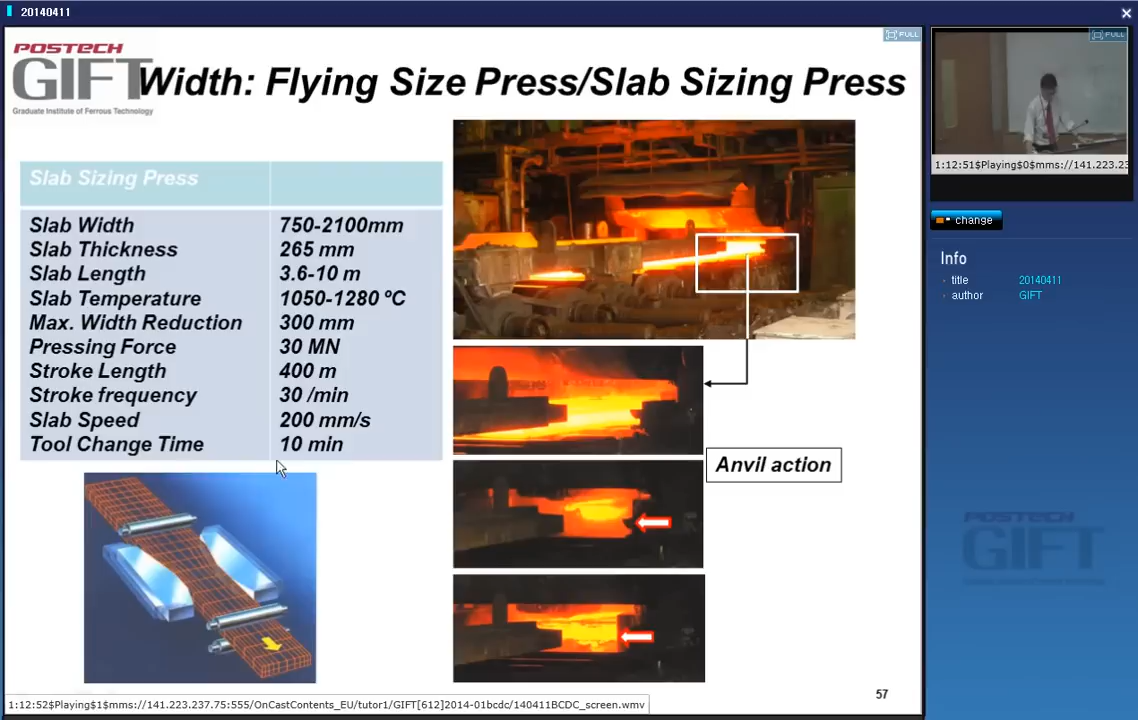 20140411
POSTECH
GIFT
Graduate Institute of Ferrous Technology
Width: Flying Size Press/Slab Sizing Press
FULL
Slab Sizing Press
Slab Width 750-2100mm
Slab Thickness 265 mm
Slab Length 3.6-10 m
Slab Temperature 1050-1280 ºC
Max. Width Reduction 300 mm
Pressing Force 30 MN
Stroke Length 400 m
Stroke frequency 30 /min
Slab Speed 200 mm/s
Tool Change Time 10 min
Anvil action
57
1:12:52$Playing$1$mms://141.223.237.75:555/OnCastContents_EU/tutor1/GIFT[612]2014-01bcdc/140411BCDC_screen.wmv
FULL
1:12:51$Playing$0$mms://141.223.23
change
Info
title 20140411
author GIFT
POSTECH
GIFT